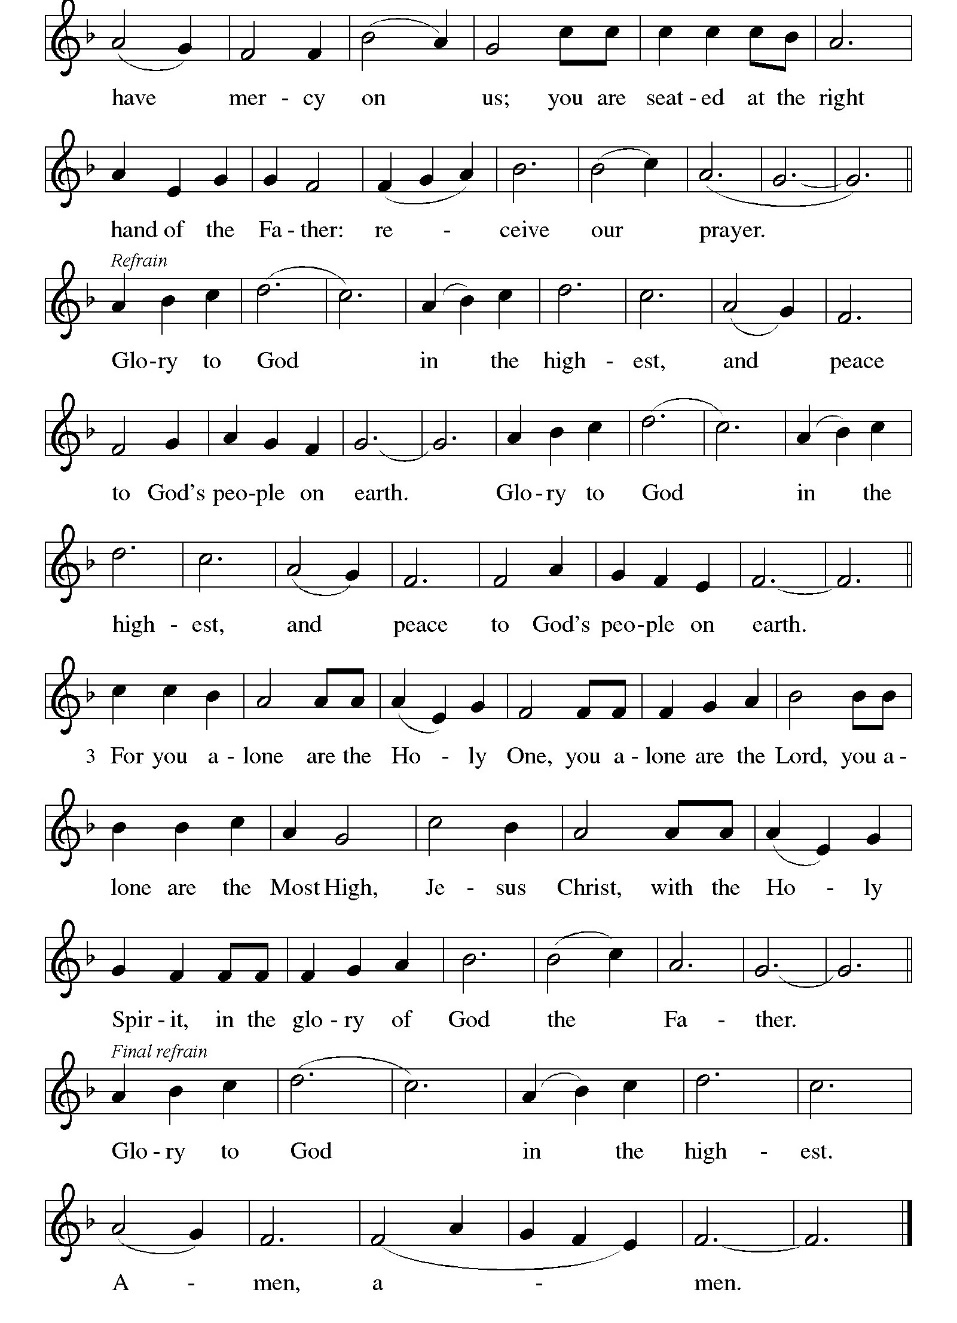 have mer - cy on us; you are seat - ed at the right
hand of the Fa - ther: re - ceive our prayer.
Refrain
Glo - ry to God in the high - est, and peace
to God's peo - ple on earth. Glo - ry to God in the
high - est, and peace to God's peo - ple on earth.
3 For you a - lone are the Ho - ly One, you a - lone are the Lord, you a -
lone are the Most High, Je - sus Christ, with the Ho - ly
Spir - it, in the glo - ry of God the Fa - ther.
Final refrain
Glo - ry to God in the high - est.
A - men, a - men.